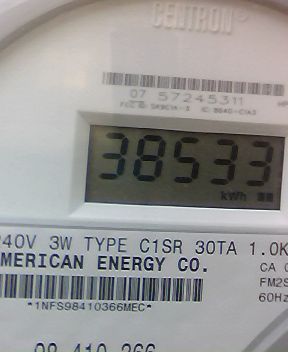 CENTRON
07 57245311
38533
kWh
240V 3W TYPE C1SR 30TA 1.0K
MERICAN ENERGY CO.
CA
FM2S
60Hz
*1NFS98410366MEC*
98 410 366